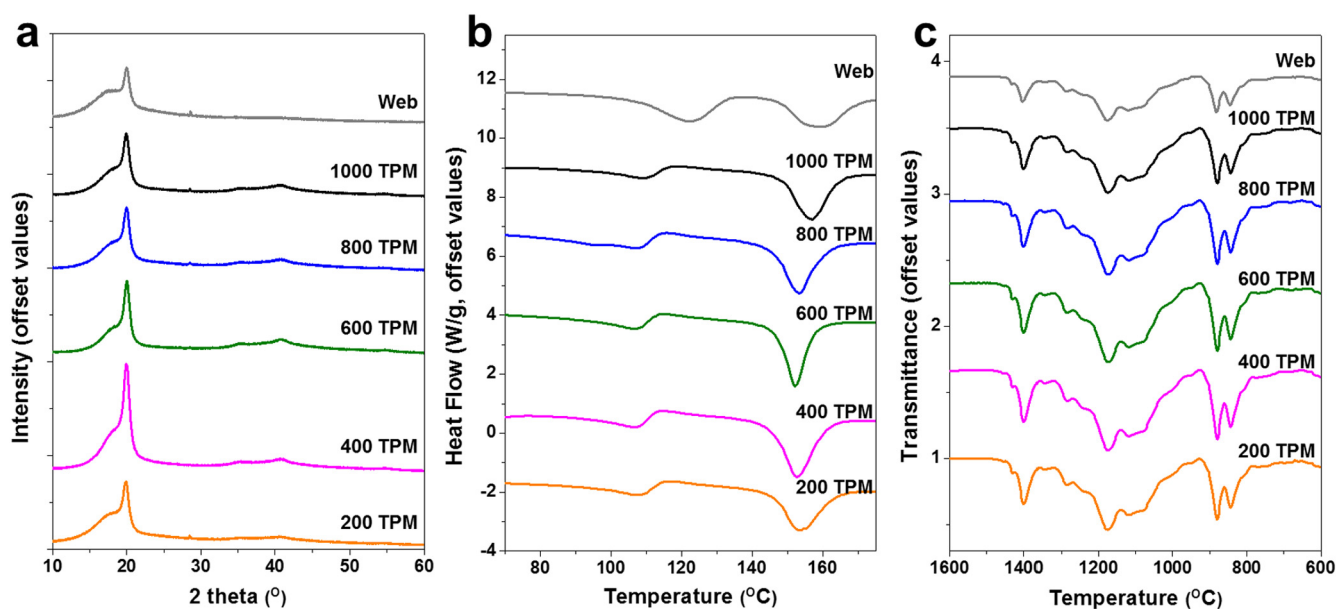 a
Intensity (offset values)
Web
1000 TPM
800 TPM
600 TPM
400 TPM
200 TPM
10 20 30 40 50 60
2 theta (O)
b
Heat Flow (W/g, offset values)
12
10
8
6
4
2
0
-2
-4
Web
1000 TPM
800 TPM
600 TPM
400 TPM
200 TPM
80 100 120 140 160
Temperature (OC)
c
Transmittance (offset values)
4
3
2
1
Web
1000 TPM
800 TPM
600 TPM
400 TPM
200 TPM
1600 1400 1200 1000 800 600
Temperature (OC)